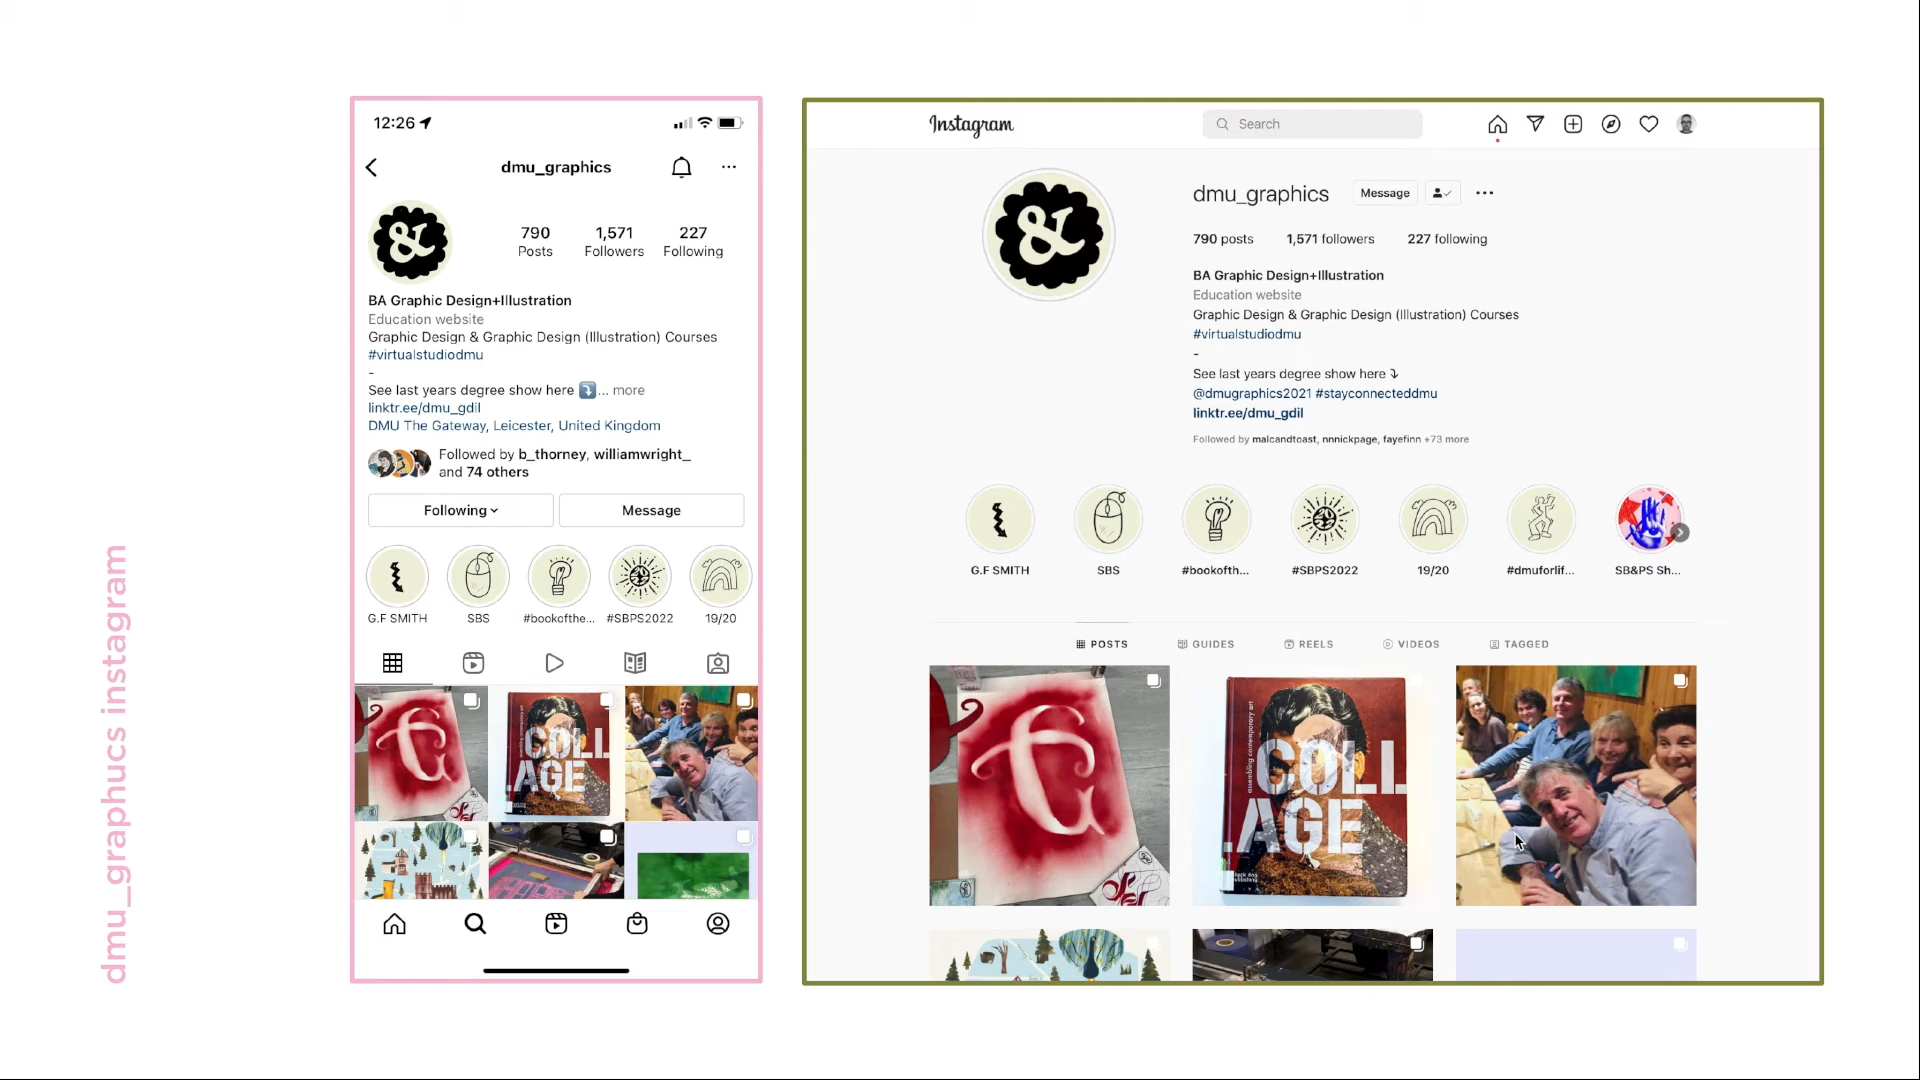 dmu_graphucs instagram
12:26
dmu_graphics
790
1,571
227
Posts
Followers
Following
BA Graphic Design+Illustration
Education website
Graphic Design & Graphic Design (Illustration) Courses
#virtualstudiodmu
-
See last years degree show here ... more
linktr.ee/dmu_gdil
DMU The Gateway, Leicester, United Kingdom
Followed by b_thorney, williamwright_
and 74 others
Following
Message
G.F SMITH
SBS
#bookofthe...
#SBPS2022
19/20
COLL
AGE
Instagram
Search
dmu_graphics
Message
790 posts
1,571 followers
227 following
BA Graphic Design+Illustration
Education website
Graphic Design & Graphic Design (Illustration) Courses
#virtualstudiodmu
-
See last years degree show here ⤵
@dmugraphics2021 #stayconnecteddmu
linktr.ee/dmu_gdil
Followed by malcandtoast, nnnickpage, fayefinn +73 more
G.F SMITH
SBS
#bookofth...
#SBPS2022
19/20
#dmuforlif...
SB&PS Sh...
POSTS
GUIDES
REELS
VIDEOS
TAGGED
assembling contemporary art
COLL
AGE